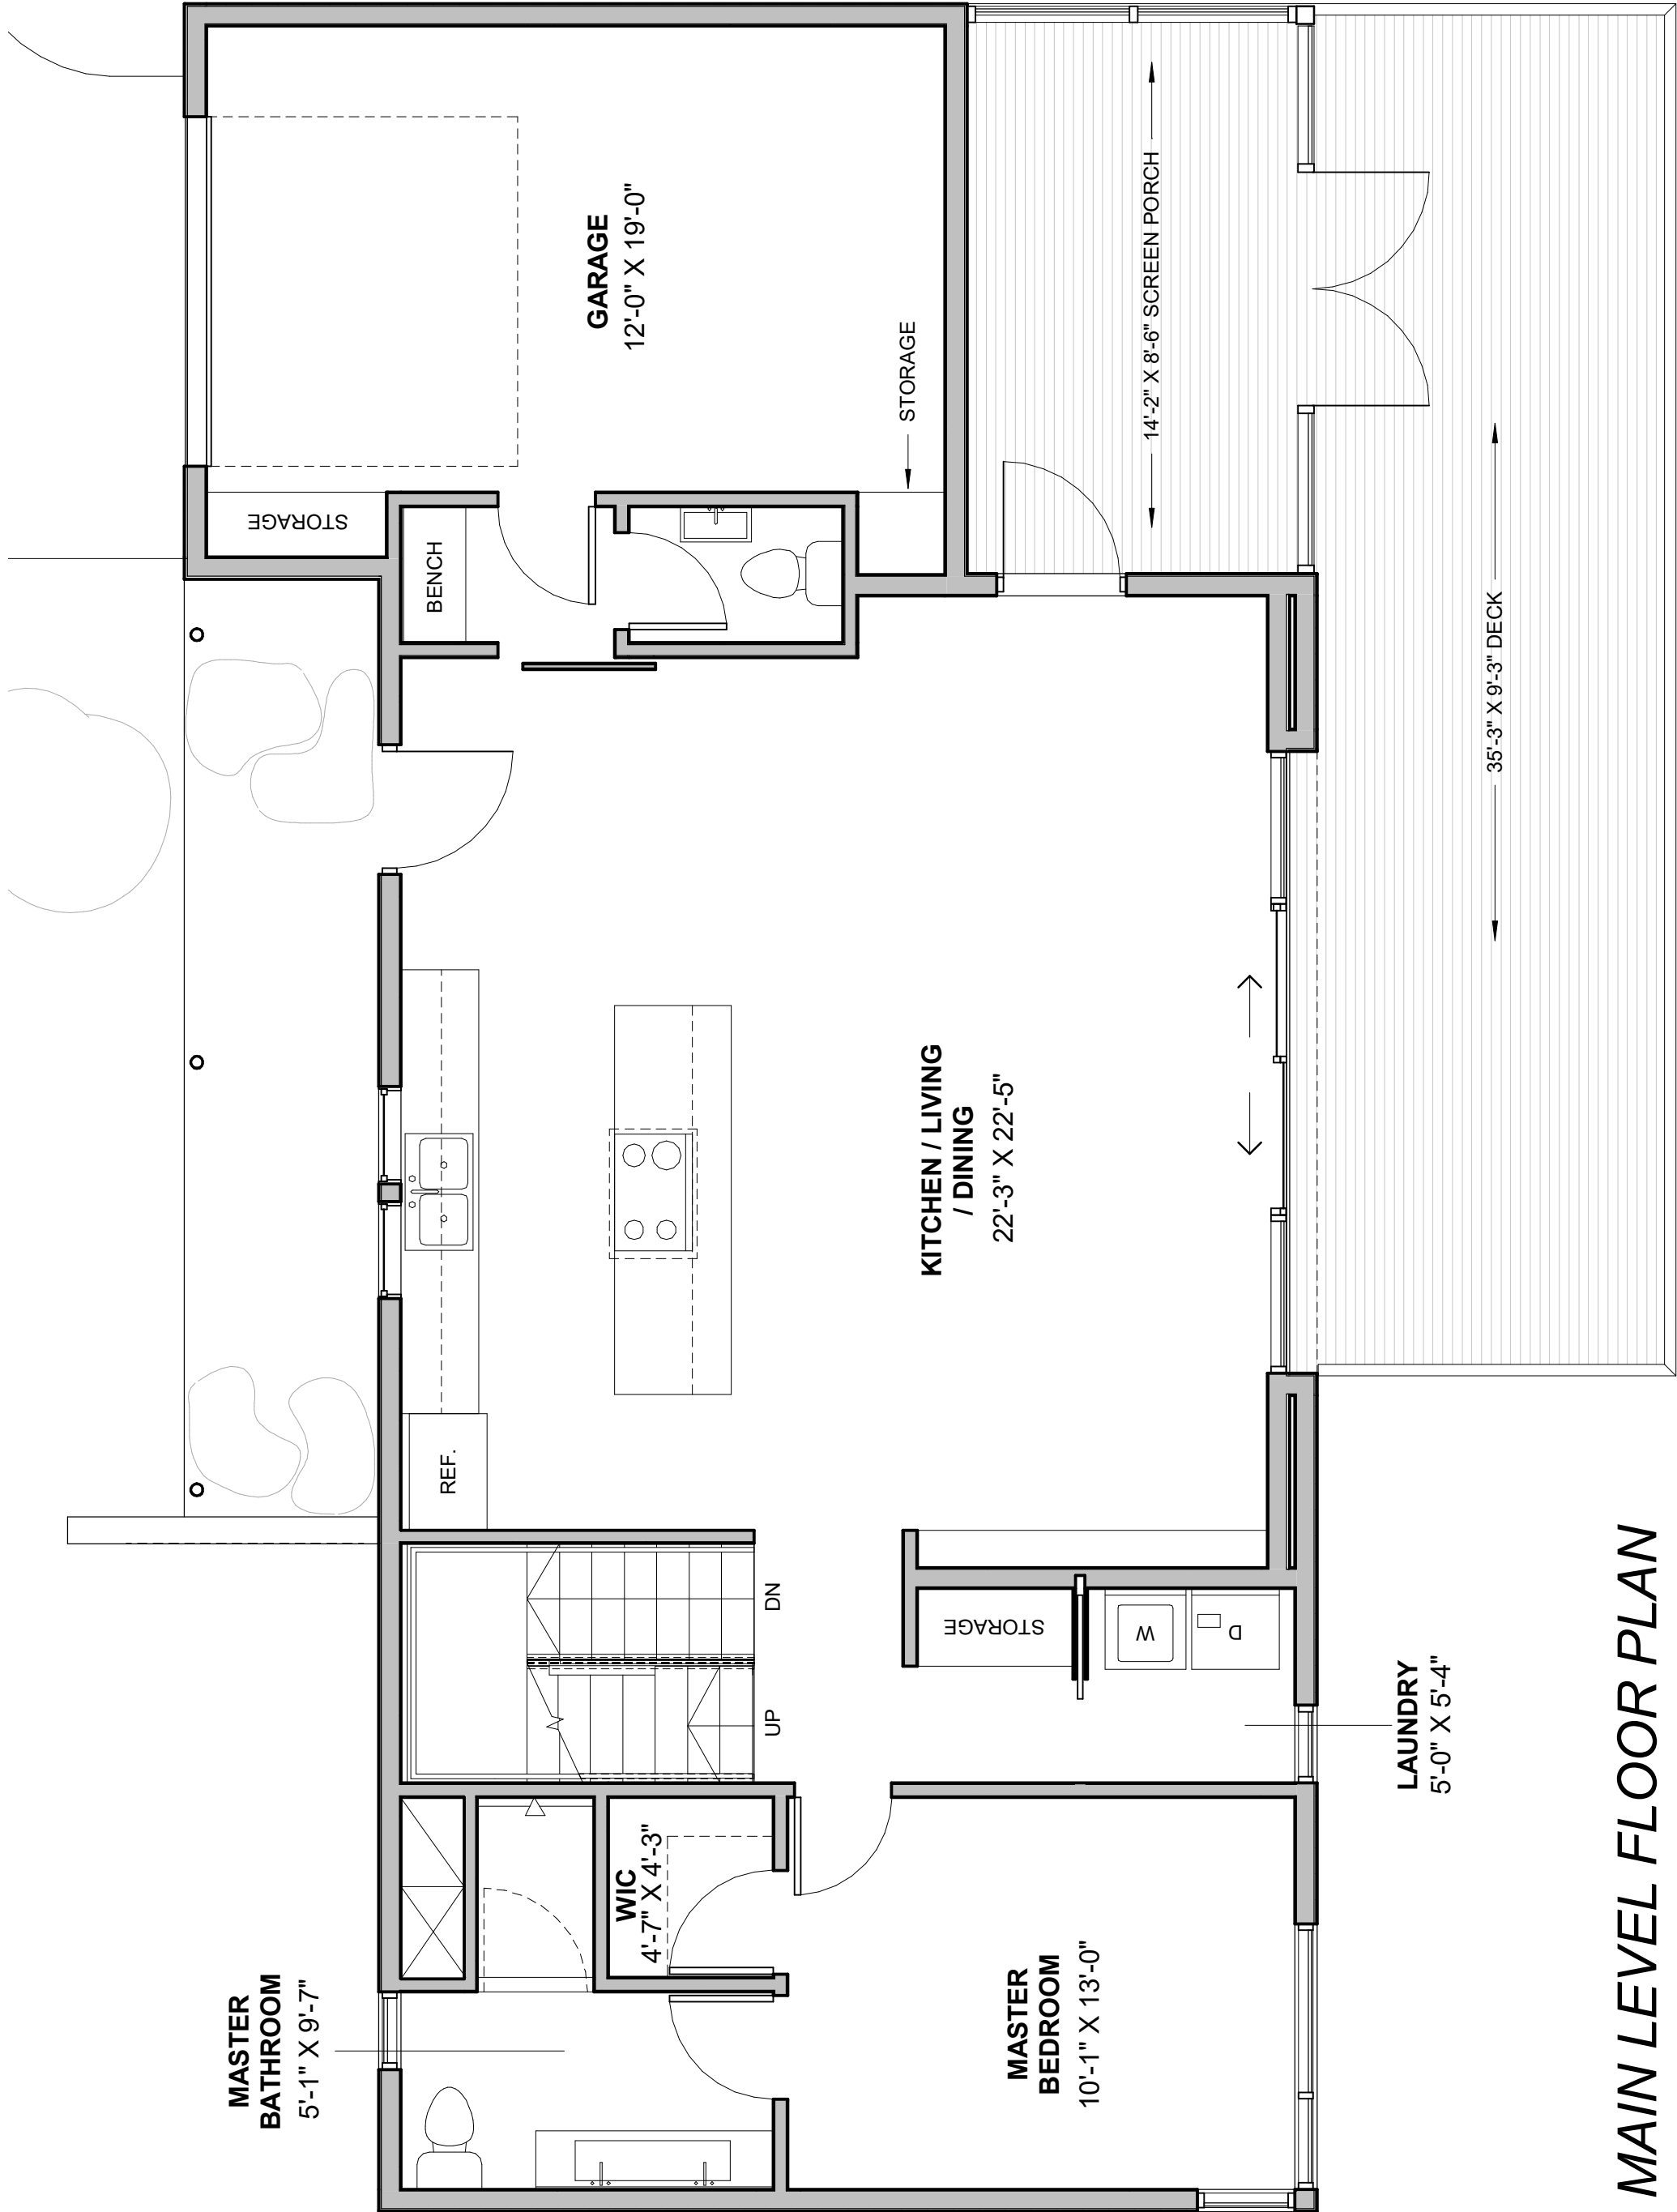 MASTER
BATHROOM
5'-1" X 9'-7"
WIC
4'-7" X 4'-3"
MASTER
BEDROOM
10'-1" X 13'-0"
UP
DN
STORAGE
W
D
LAUNDRY
5'-0" X 5'-4"
REF.
KITCHEN / LIVING
/ DINING
22'-3" X 22'-5"
BENCH
STORAGE
STORAGE
GARAGE
12'-0" X 19'-0"
14'-2" X 8'-6" SCREEN PORCH
35'-3" X 9'-3" DECK
MAIN LEVEL FLOOR PLAN